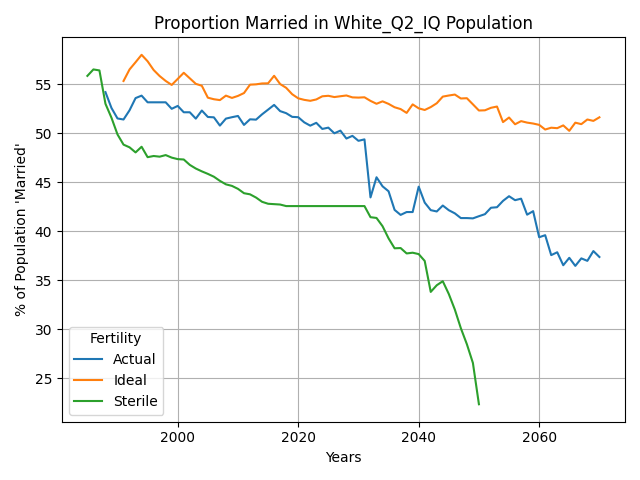 Proportion Married in White_Q2_IQ Population
% of Population 'Married'
55
50
45
40
35
30
25
Fertility
Actual
Ideal
Sterile
2000
2020
2040
2060
Years